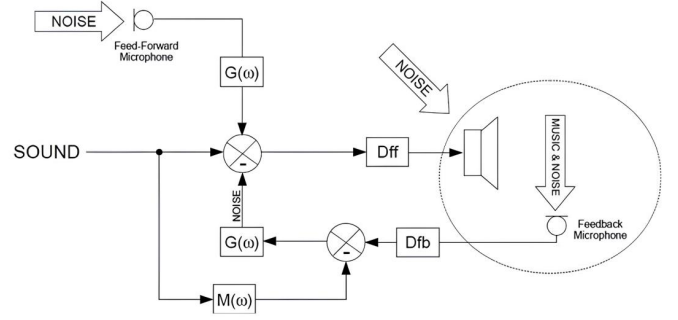 NOISE
Feed-Forward
Microphone
G(ω)
NOISE
SOUND
-
Dff
MUSIC & NOISE
NOISE
G(ω)
-
Dfb
Feedback
Microphone
M(ω)